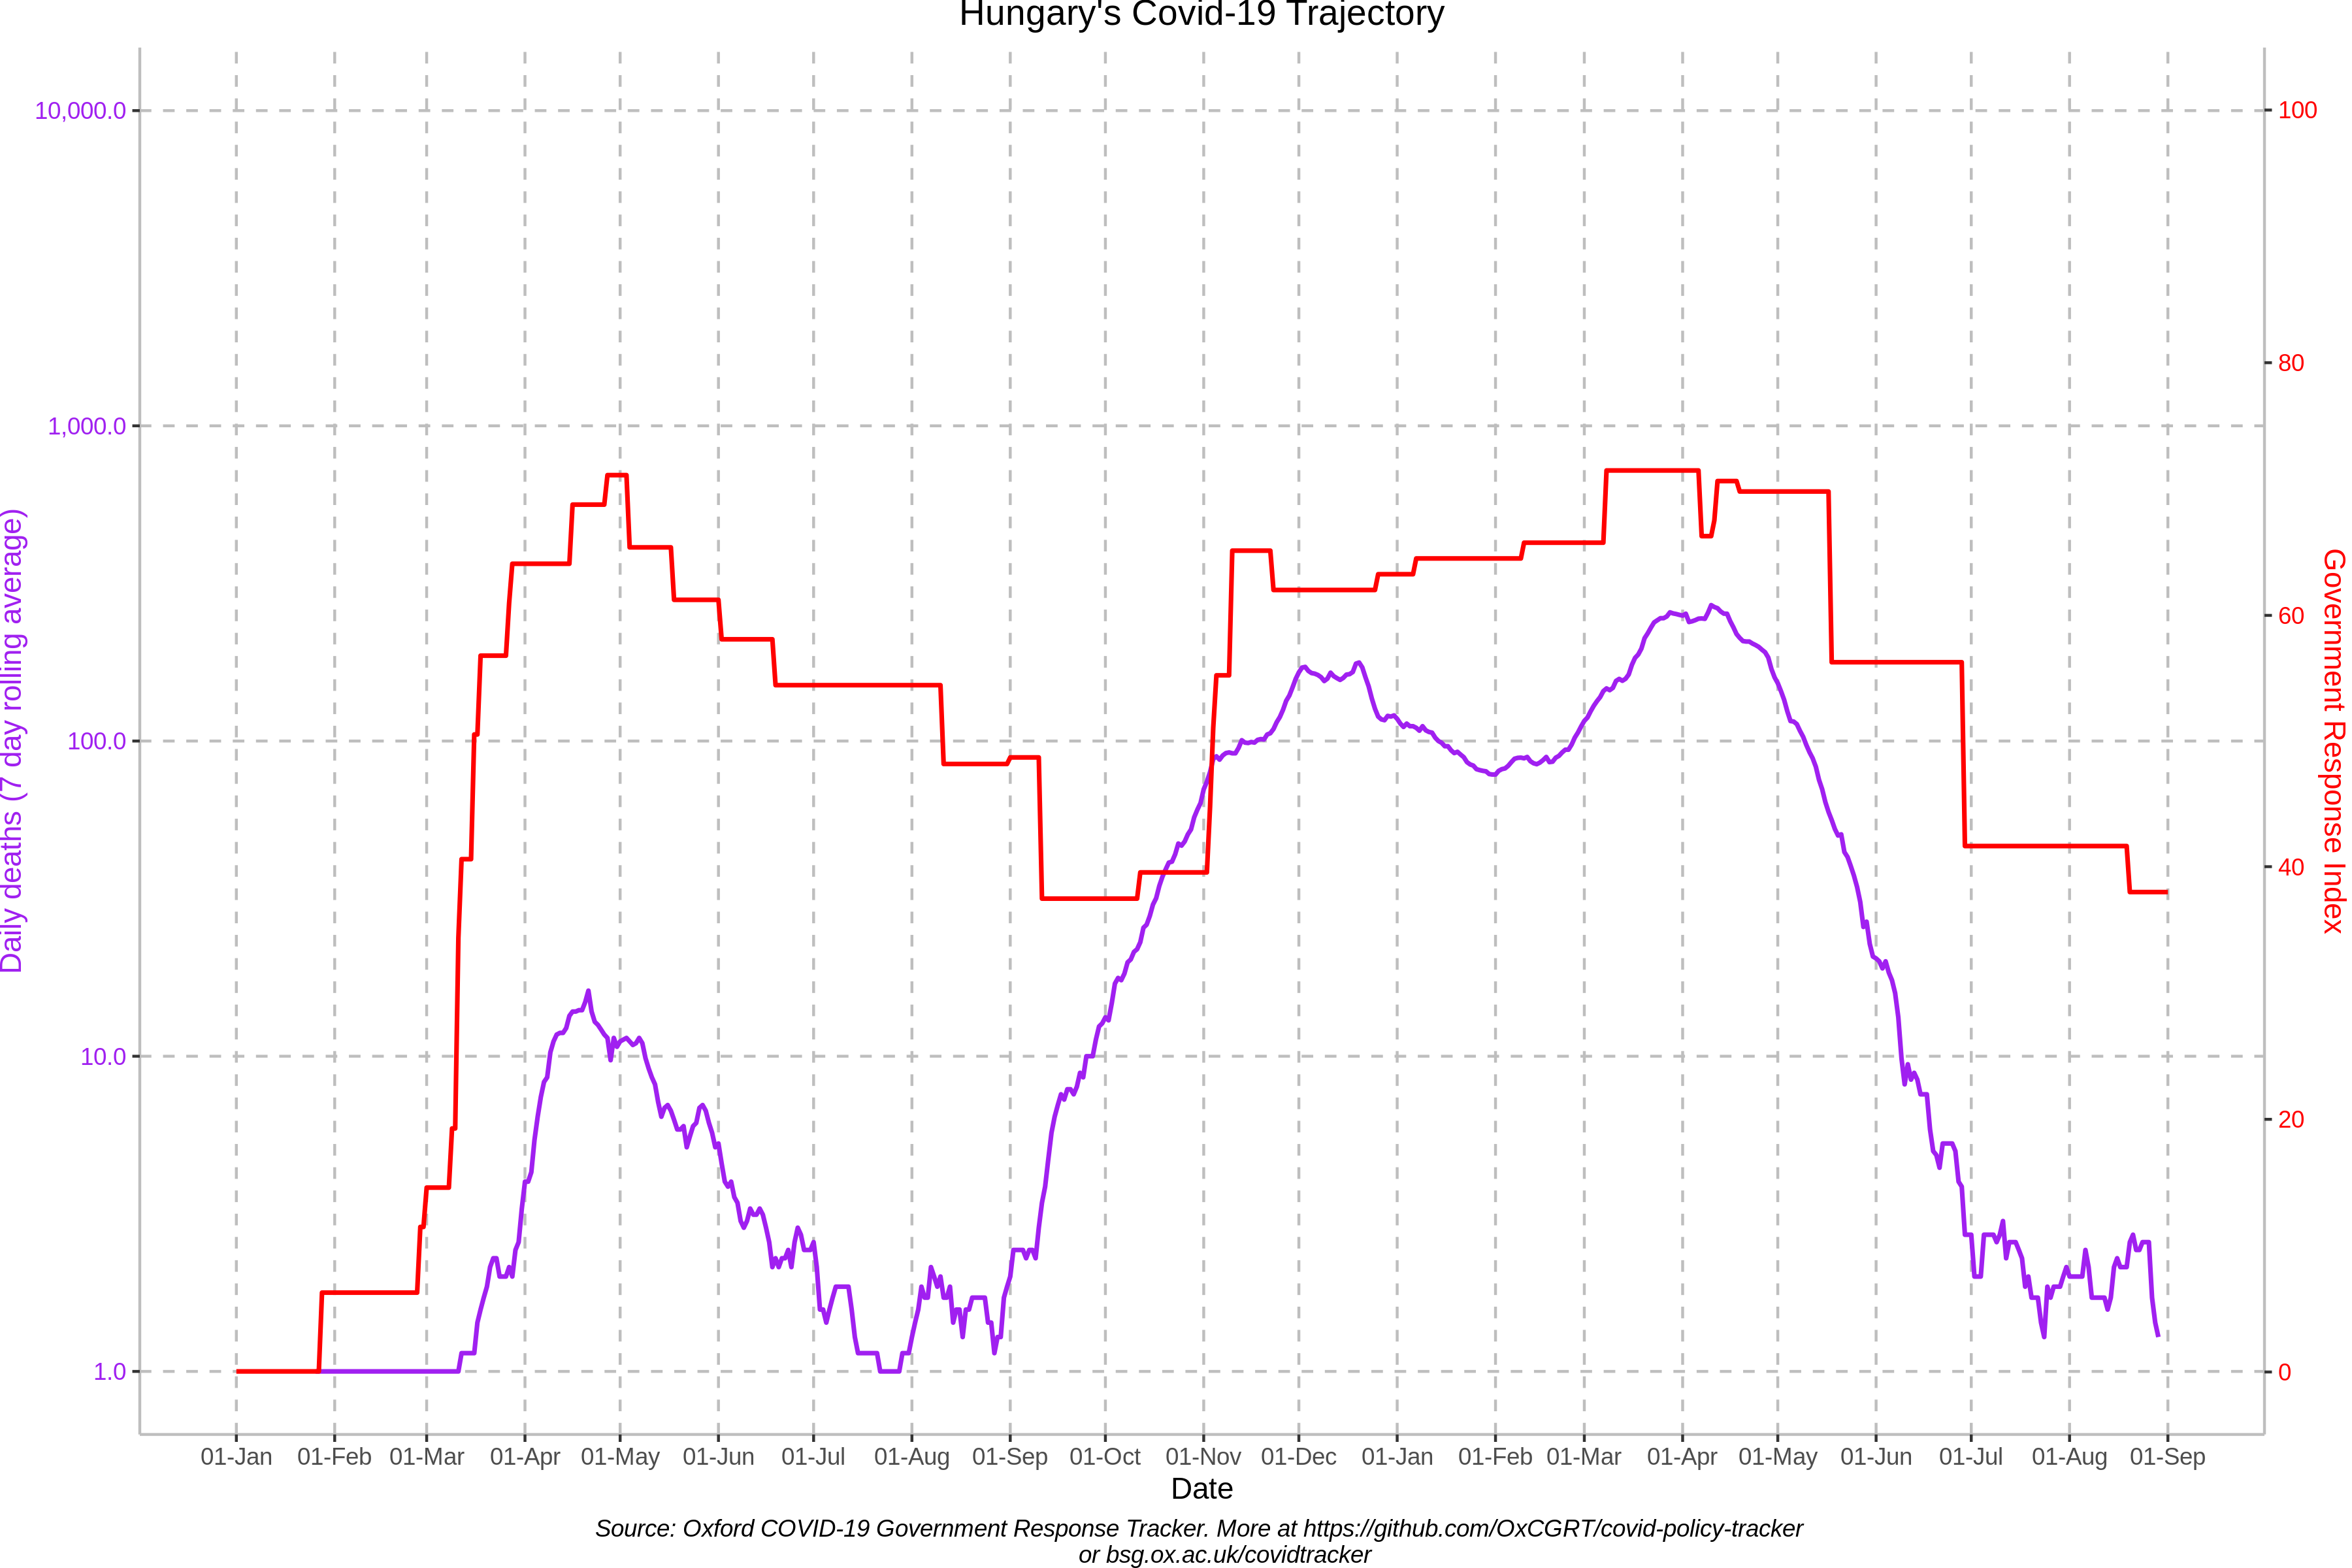 Hungary's Covid-19 Trajectory
10,000.0
1,000.0
100.0
10.0
1.0
Daily deaths (7 day rolling average)
100
80
60
40
20
0
Government Response Index
01-Jan 01-Feb 01-Mar 01-Apr 01-May 01-Jun 01-Jul 01-Aug 01-Sep 01-Oct 01-Nov 01-Dec 01-Jan 01-Feb 01-Mar 01-Apr 01-May 01-Jun 01-Jul 01-Aug 01-Sep
Date
Source: Oxford COVID-19 Government Response Tracker. More at https://github.com/OxCGRT/covid-policy-tracker
or bsg.ox.ac.uk/covidtracker